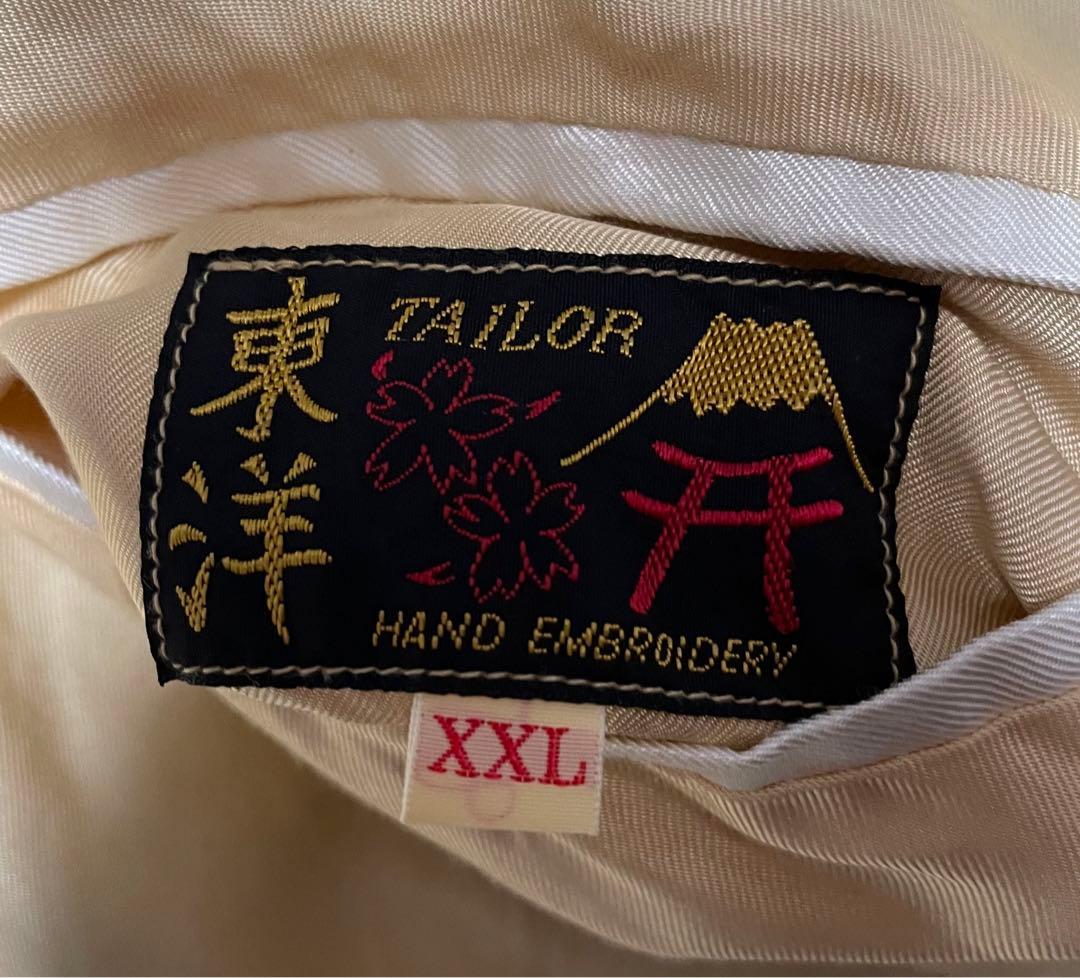 東洋
TAILOR
HAND EMBROIDERY
XXL